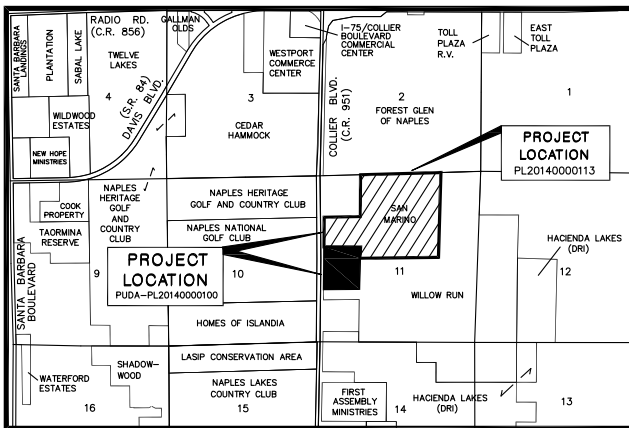 SANTA BARBARA
LANDINGS
PLANTATION
SABAL LAKE
RADIO RD.
(C.R. 856)
TWELVE
LAKES
4
GALLMAN
OLDS
(S.R. 84)
DAVIS BLVD.
WESTPORT
COMMERCE
CENTER
3
CEDAR
HAMMOCK
I-75/COLLIER
BOULEVARD
COMMERCIAL
CENTER
COLLIER BLVD.
(C.R. 951)
2
FOREST GLEN
OF NAPLES
TOLL
PLAZA
R.V.
EAST
TOLL
PLAZA
1
WILDWOOD
ESTATES
NEW HOPE
MINISTRIES
PROJECT
LOCATION
PL20140000113
COOK
PROPERTY
TAORMINA
RESERVE
NAPLES
HERITAGE
GOLF
AND
COUNTRY
CLUB
9
NAPLES HERITAGE
GOLF AND COUNTRY CLUB
NAPLES NATIONAL
GOLF CLUB
10
SAN
MARINO
11
WILLOW RUN
HACIENDA LAKES
(DRI)
12
SANTA BARBARA
BOULEVARD
PROJECT
LOCATION
PUDA-PL20140000100
HOMES OF ISLANDIA
LASIP CONSERVATION AREA
WATERFORD
ESTATES
SHADOW-
WOOD
16
NAPLES LAKES
COUNTRY CLUB
15
FIRST
ASSEMBLY
MINISTRIES
14
HACIENDA LAKES
(DRI)
13